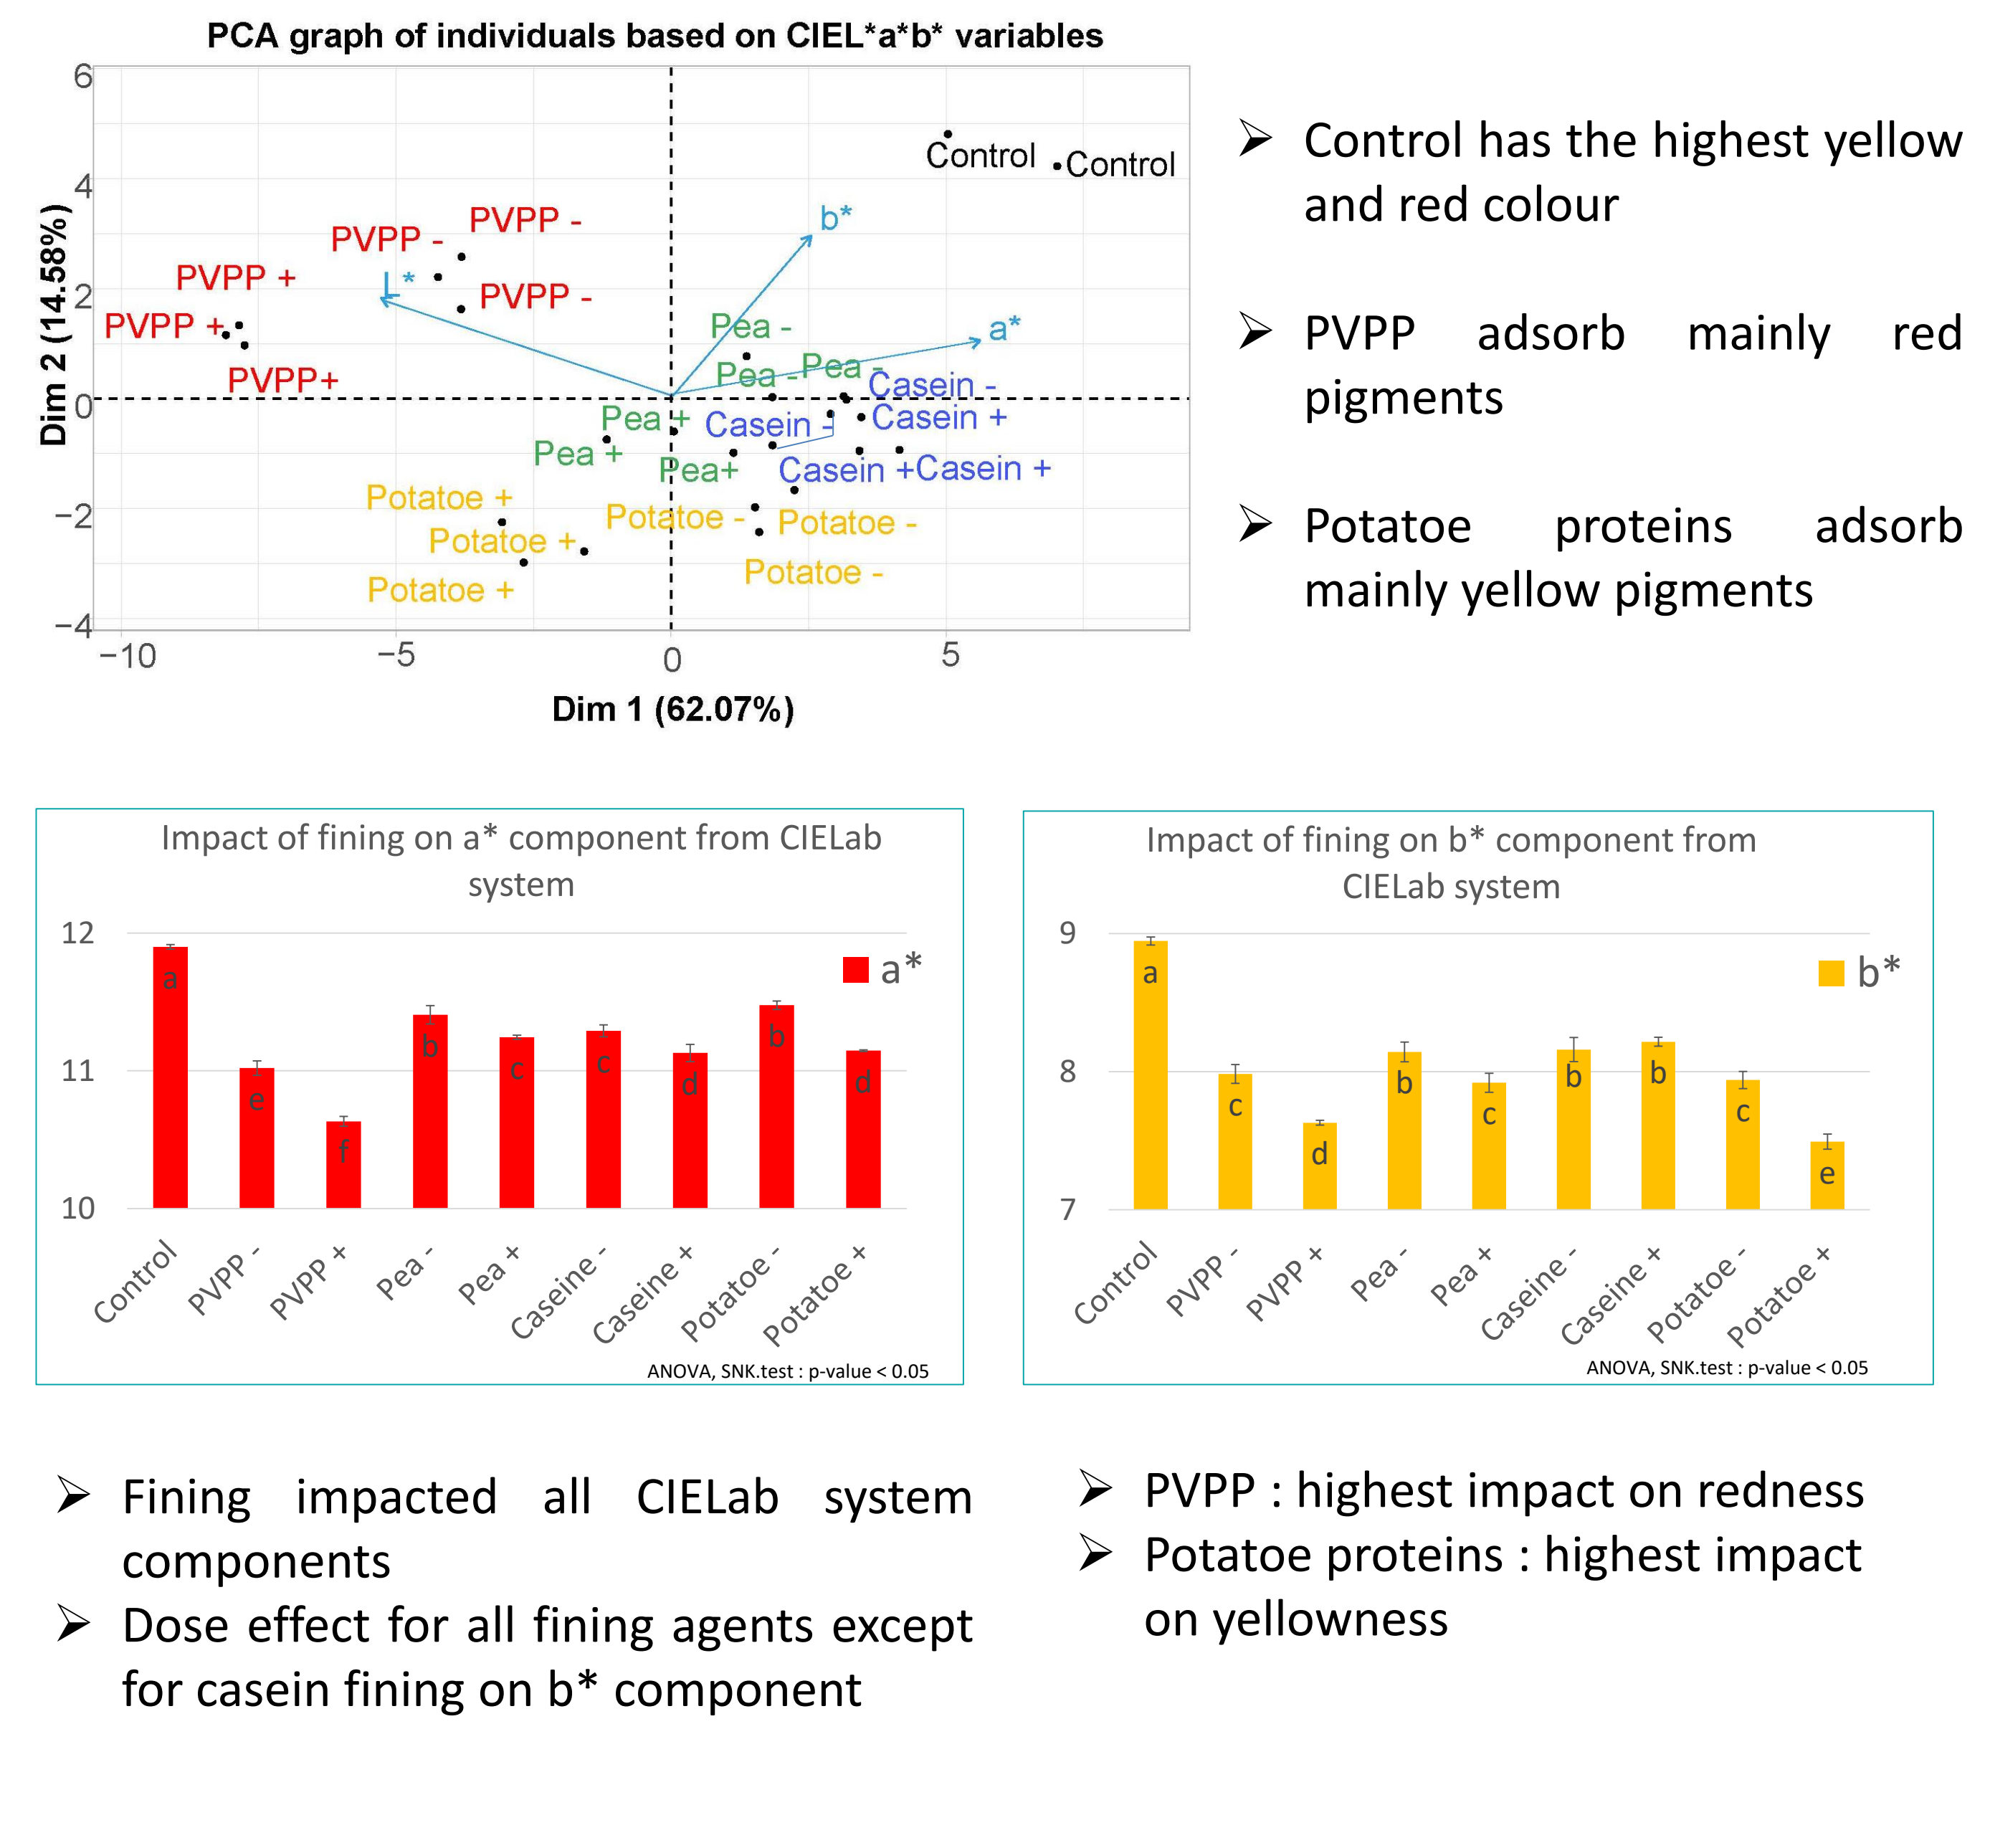 PCA graph of individuals based on CIEL*a*b* variables
6
4
2
0
−2
−4
Dim 2 (14.58%)
Control
Control
b*
PVPP -
PVPP -
PVPP +
L*
PVPP -
PVPP +
Pea -
a*
PVPP+
Pea -
Pea -
Casein -
Pea +
Casein -
Casein +
Pea +
Pea+
Casein +
Casein +
Potatoe +
Potatoe -
Potatoe -
Potatoe +
Potatoe -
Potatoe +
−10
−5
0
5
Dim 1 (62.07%)
➢ Control has the highest yellow
and red colour
➢ PVPP adsorb mainly red
pigments
➢ Potatoe proteins adsorb
mainly yellow pigments
Impact of fining on a* component from CIELab
system
12
11
10
a*
a
e
f
b
c
c
d
b
d
Control
PVPP -
PVPP +
Pea -
Pea +
Caseine -
Caseine +
Potatoe -
Potatoe +
ANOVA, SNK.test : p-value < 0.05
Impact of fining on b* component from
CIELab system
9
8
7
b*
a
c
d
b
c
b
b
c
e
Control
PVPP -
PVPP +
Pea -
Pea +
Caseine -
Caseine +
Potatoe -
Potatoe +
ANOVA, SNK.test : p-value < 0.05
➢ Fining impacted all CIELab system
components
➢ Dose effect for all fining agents except
for casein fining on b* component
➢ PVPP : highest impact on redness
➢ Potatoe proteins : highest impact
on yellowness